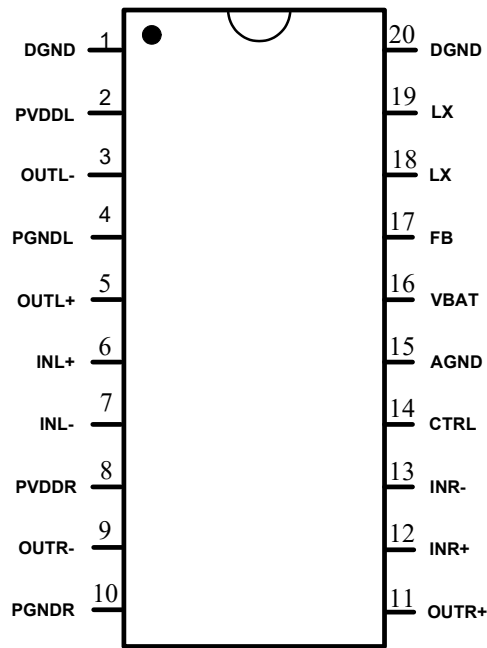 DGND 1 20 DGND
PVDDL 2 19 LX
OUTL- 3 18 LX
PGNDL 4 17 FB
OUTL+ 5 16 VBAT
INL+ 6 15 AGND
INL- 7 14 CTRL
PVDDR 8 13 INR-
OUTR- 9 12 INR+
PGNDR 10 11 OUTR+